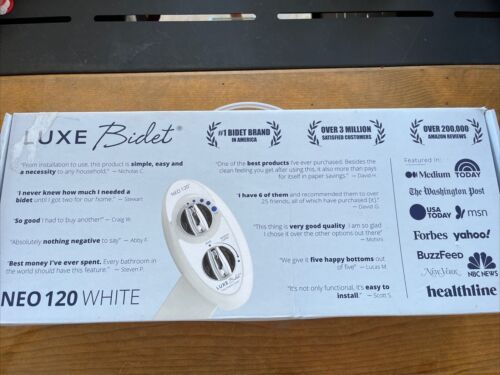 LUXE Bidet®
#1 BIDET BRAND
IN AMERICA
OVER 3 MILLION
SATISFIED CUSTOMERS
OVER 200,000
AMAZON REVIEWS
"From installation to use, this product is simple, easy and
a necessity to any household." - Nicholas C.
"I never knew how much I needed a
bidet until I got two for our home." - Stewart
"So good I had to buy another!" - Craig W.
"Absolutely nothing negative to say" - Abby F.
"Best money I've ever spent. Every bathroom in
the world should have this feature." - Steven P.
NEO 120 WHITE
NEO 120
LUXE Bidet
"One of the best products I've ever purchased. Besides the
clean feeling you get after using this, it also more than pays
for itself in paper savings." - David H.
"I have 6 of them and recommended them to over
25 friends, all of which have purchased (it)."
- David G.
"This thing is very good quality. I am so glad
I chose it over the other options out there!"
- Mohini
"We give it five happy bottoms out
of five" - Lucas M.
"It's not only functional, it's easy to
install." - Scott S.
Featured in:
Medium
TODAY
The Washington Post
USA
TODAY
msn
Forbes
yahoo!
BuzzFeed
New York
NBC NEWS
healthline